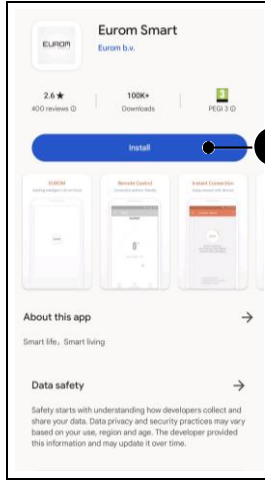 Eurom Smart
EUROM
Eurom b.v.
2.6★
400 reviews ⓘ
100K+
Downloads
3
PEGI 3 ⓘ
Install
EUROM
Remote Control
Instant Connection
About this app →
Smart life, Smart living
Data safety →
Safety starts with understanding how developers collect and
share your data. Data privacy and security practices may vary
based on your use, region and age. The developer provided
this information and may update it over time.